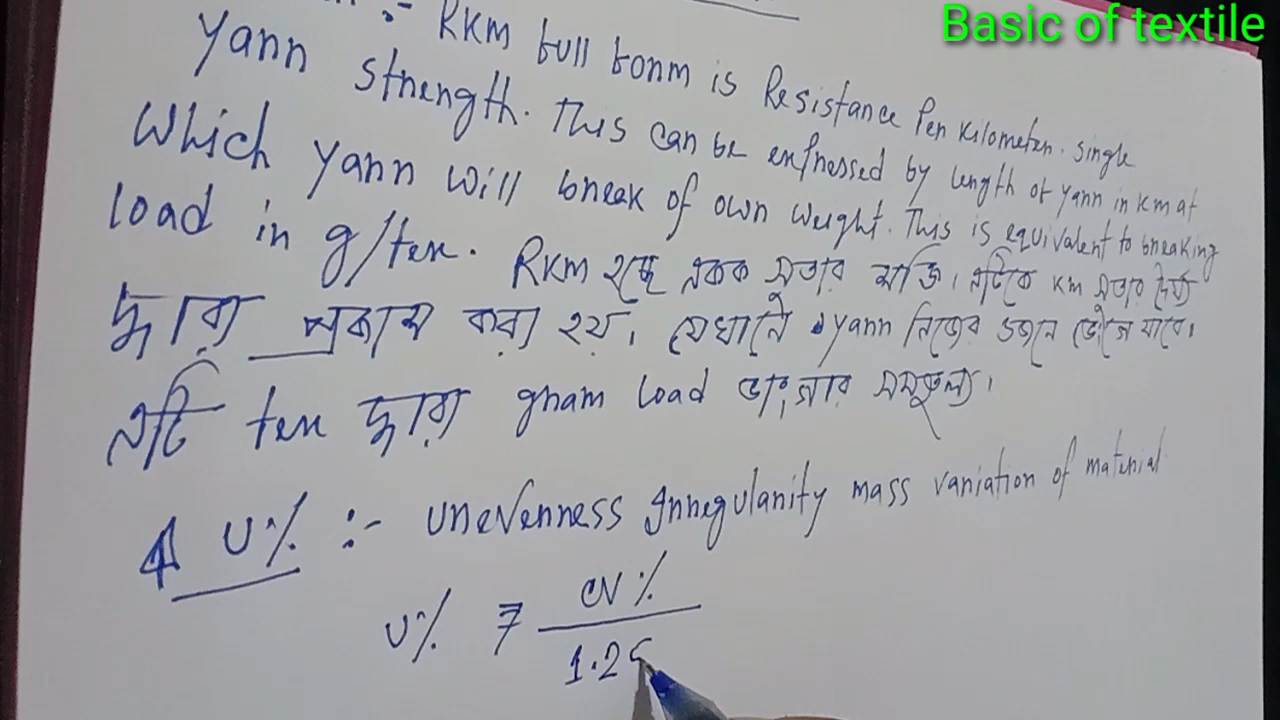 Basic of textile
:- RKm full form is Resistance Per Kilometer. single
yarn strength. This can be expressed by length of yarn in km at
Which yarn will break of own weight. This is equivalent to breaking
load in g/tex. RKm হচ্ছে একক সুতার শক্তি। এটিকে Km সুতার দৈর্ঘ্য
দ্বারা প্রকাশ করা হয়। যেখানে yarn নিজের ওজনে ভেঙ্গে যাবে।
এটি tex দ্বারা gram load ভাংগার সমতুল্য।
4 U% :- unevenness Irregularity mass variation of material
U% = CV%
1.25